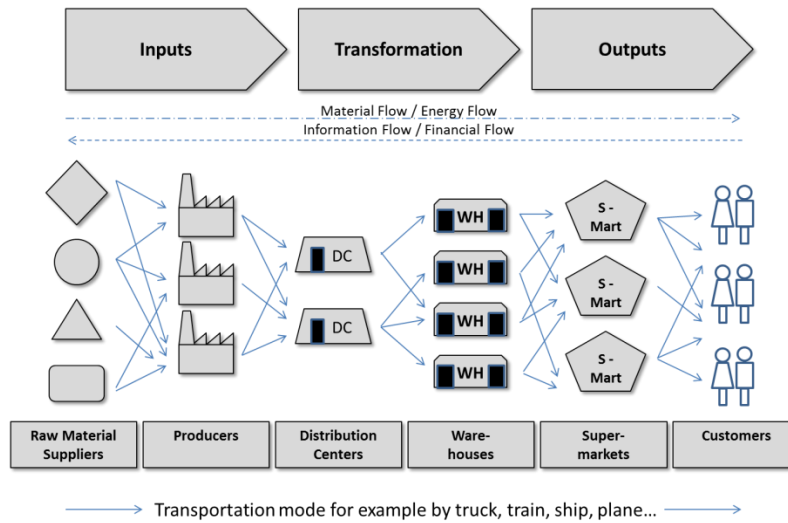 Inputs
Transformation
Outputs
Material Flow / Energy Flow
Information Flow / Financial Flow
WH
S -
Mart
DC
WH
S -
Mart
DC
WH
WH
S -
Mart
Raw Material
Suppliers
Producers
Distribution
Centers
Ware-
houses
Super-
markets
Customers
Transportation mode for example by truck, train, ship, plane...